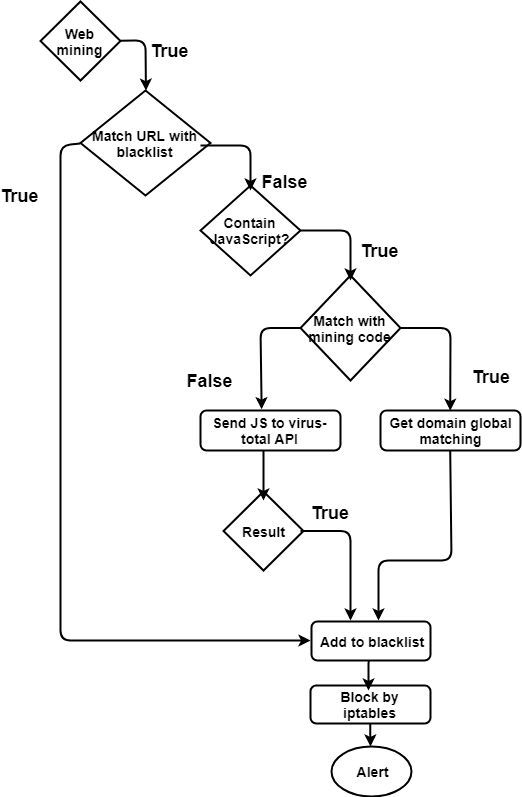 Web
mining
True
Match URL with
blacklist
True
False
Contain
JavaScript?
True
Match with
mining code
False
True
Send JS to virus-
total API
Get domain global
matching
Result
True
Add to blacklist
Block by
iptables
Alert